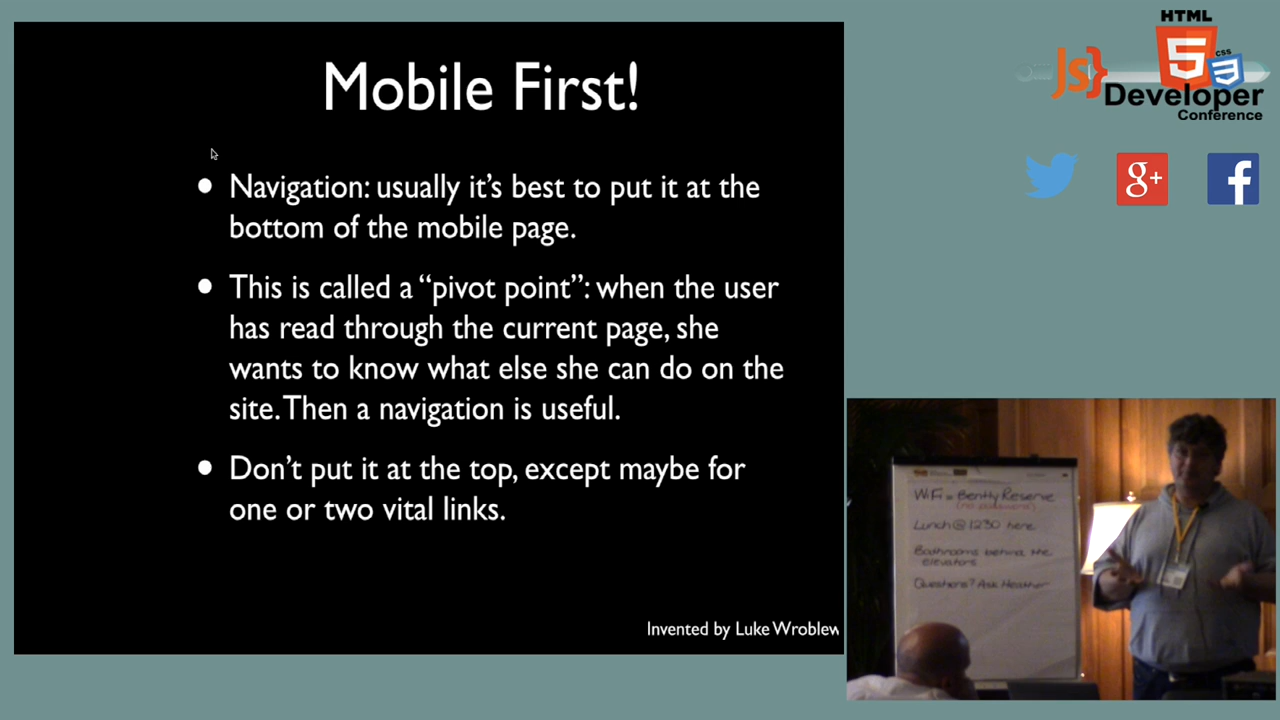 Mobile First!
Navigation: usually it's best to put it at the
bottom of the mobile page.
This is called a “pivot point”: when the user
has read through the current page, she
wants to know what else she can do on the
site. Then a navigation is useful.
Don't put it at the top, except maybe for
one or two vital links.
Invented by Luke Wroblew
HTML
5
css
3
JS}
Developer
Conference
g+
f
WiFi = Bently Reserve
(no password)
Lunch @ 1230 here
Bathrooms behind the
elevators
Questions? Ask Heather